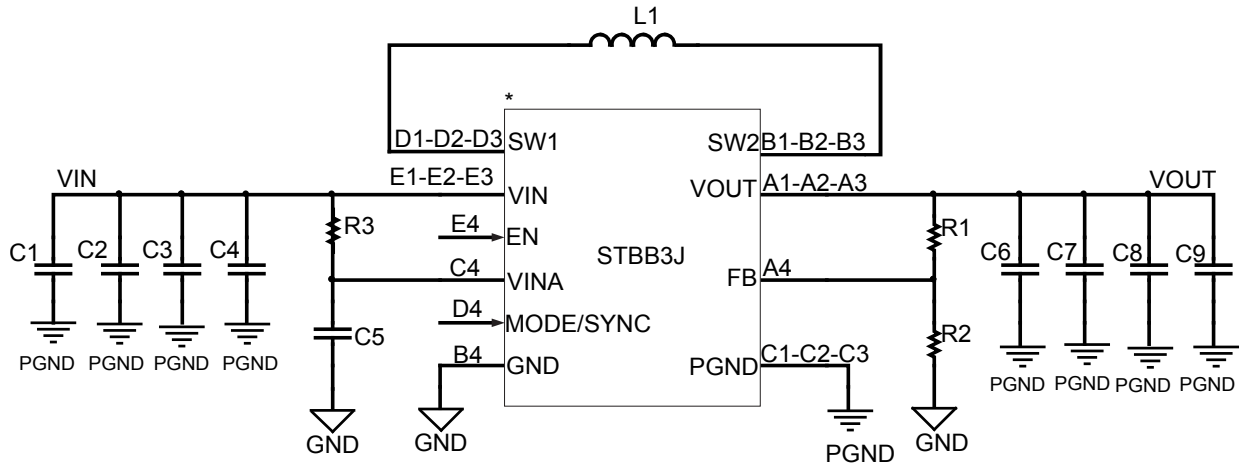 L1
*
D1-D2-D3 SW1
SW2 B1-B2-B3
VIN
E1-E2-E3
VIN
VOUT
A1-A2-A3
VOUT
C1
C2
C3
C4
R3
E4
EN
STBB3J
R1
C6
C7
C8
C9
C4
VINA
FB
A4
D4
MODE/SYNC
C5
R2
PGND
PGND
PGND
PGND
B4
GND
PGND
C1-C2-C3
PGND
PGND
PGND
PGND
GND
GND
PGND
GND